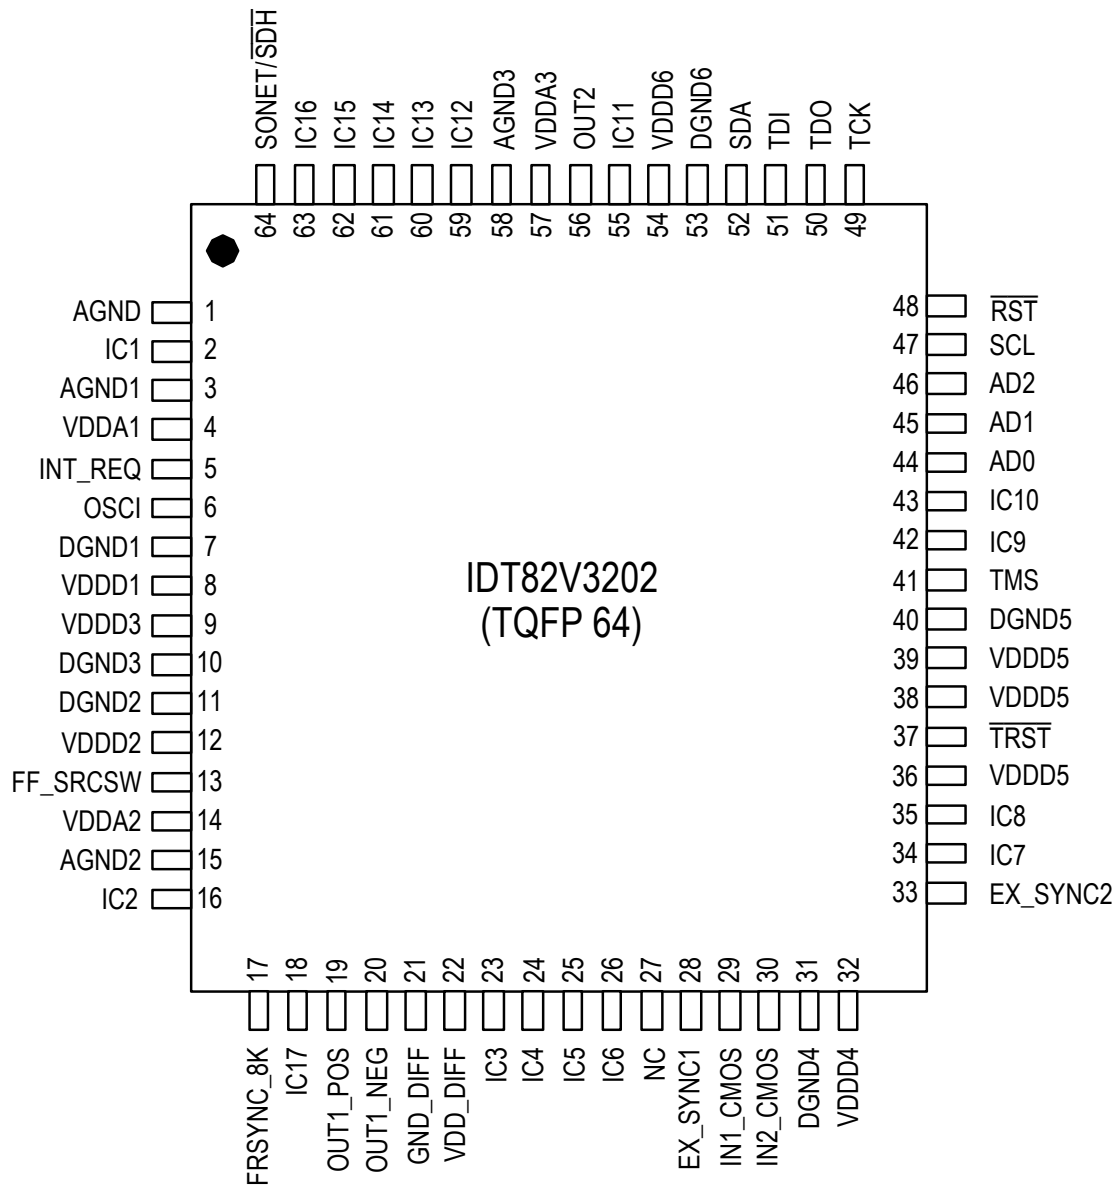 SONET/SDH
IC16
IC15
IC14
IC13
IC12
AGND3
VDDA3
OUT2
IC11
VDDD6
DGND6
SDA
TDI
TDO
TCK
64
63
62
61
60
59
58
57
56
55
54
53
52
51
50
49
AGND 1
IC1 2
AGND1 3
VDDA1 4
INT_REQ 5
OSCI 6
DGND1 7
VDDD1 8
VDDD3 9
DGND3 10
DGND2 11
VDDD2 12
FF_SRCSW 13
VDDA2 14
AGND2 15
IC2 16
IDT82V3202
(TQFP 64)
48 RST
47 SCL
46 AD2
45 AD1
44 AD0
43 IC10
42 IC9
41 TMS
40 DGND5
39 VDDD5
38 VDDD5
37 TRST
36 VDDD5
35 IC8
34 IC7
33 EX_SYNC2
17
18
19
20
21
22
23
24
25
26
27
28
29
30
31
32
FRSYNC_8K
IC17
OUT1_POS
OUT1_NEG
GND_DIFF
VDD_DIFF
IC3
IC4
IC5
IC6
NC
EX_SYNC1
IN1_CMOS
IN2_CMOS
DGND4
VDDD4